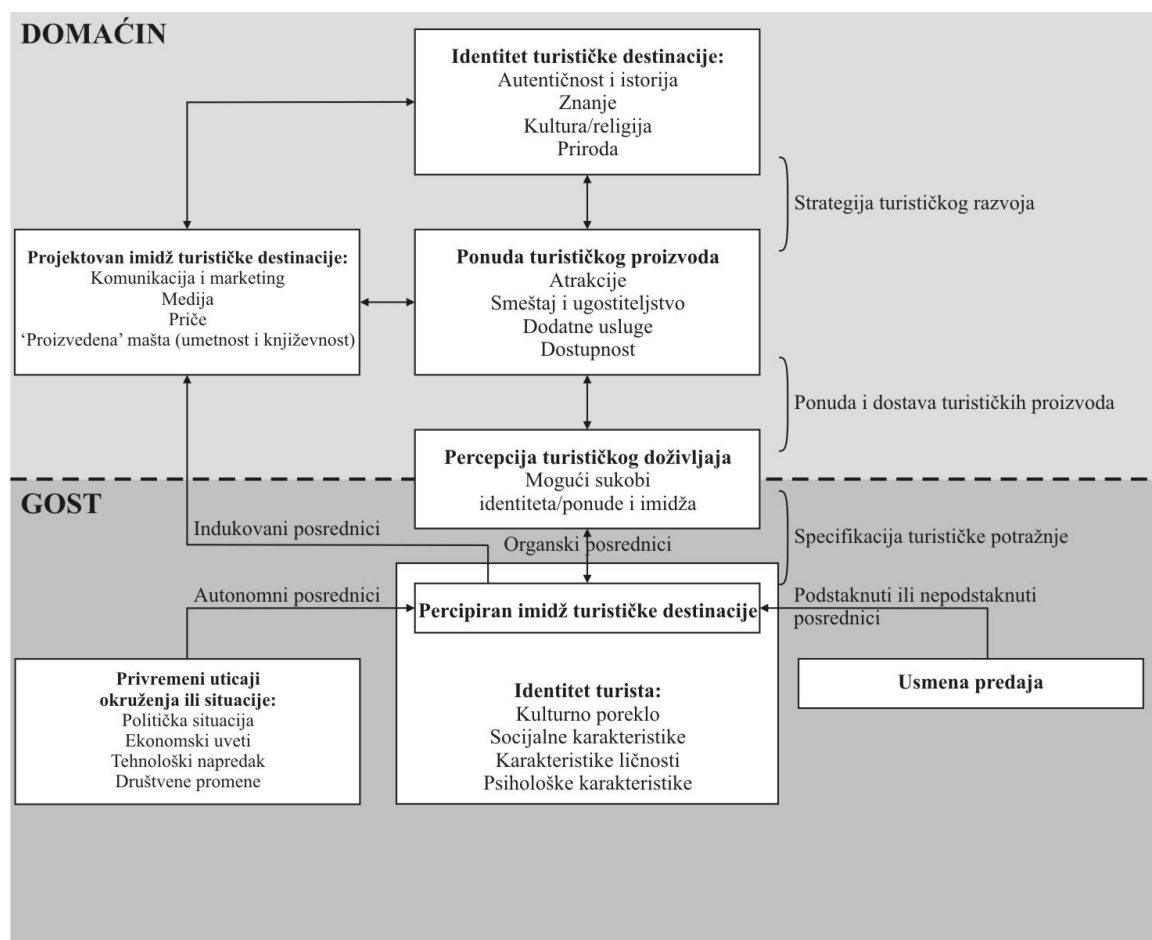 DOMAĆIN
Identitet turističke destinacije:
Autentičnost i istorija
Znanje
Kultura/religija
Priroda
Strategija turističkog razvoja
Projektovan imidž turističke destinacije:
Komunikacija i marketing
Medija
Priče
‘Proizvedena’ mašta (umetnost i književnost)
Ponuda turističkog proizvoda
Atrakcije
Smeštaj i ugostiteljstvo
Dodatne usluge
Dostupnost
Ponuda i dostava turističkih proizvoda
Percepcija turističkog doživljaja
Mogući sukobi
identiteta/ponude i imidža
GOST
Indukovani posrednici
Organski posrednici
Specifikacija turističke potražnje
Autonomni posrednici
Percipiran imidž turističke destinacije
Podstaknuti ili nepodstaknuti
posrednici
Privremeni uticaji
okruženja ili situacije:
Politička situacija
Ekonomski uveti
Tehnološki napredak
Društvene promene
Identitet turista:
Kulturno poreklo
Socijalne karakteristike
Karakteristike ličnosti
Psihološke karakteristike
Usmena predaja